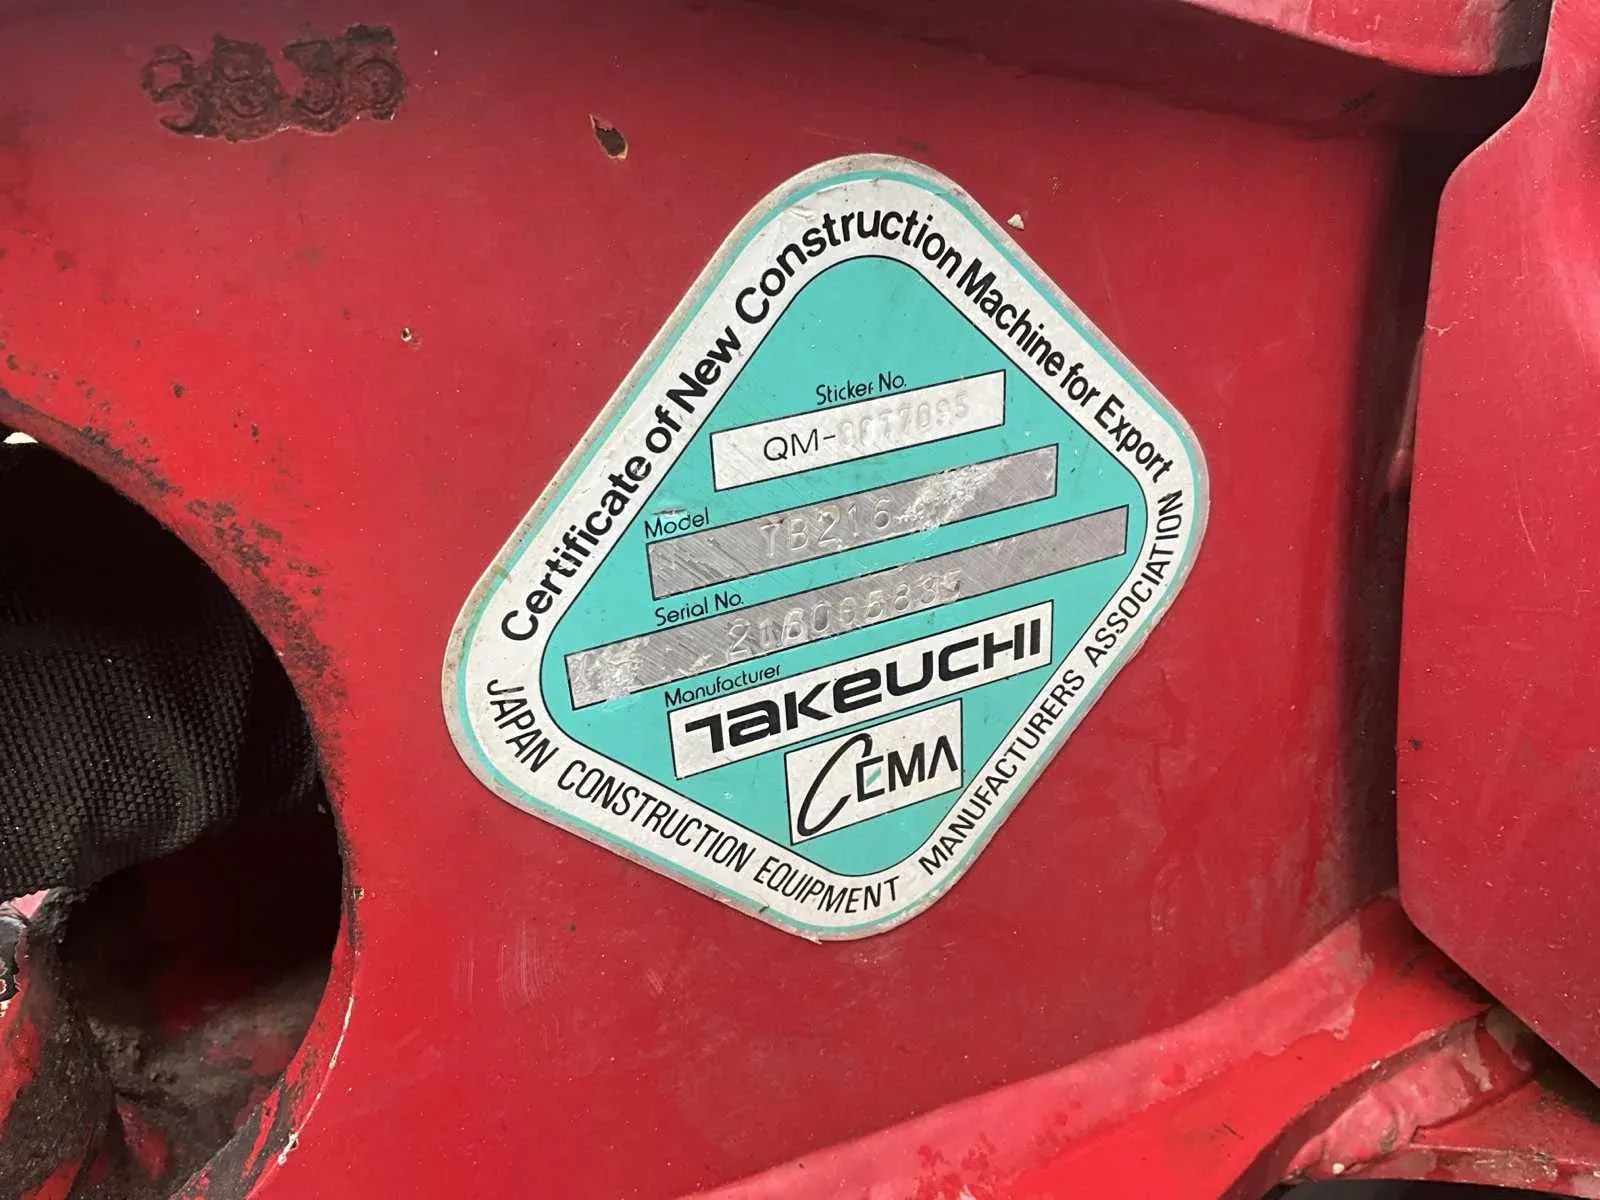 Certificate of New Construction Machine for Export
Sticker No.
QM-
Model
TB216
Serial No.
216005835
Manufacturer
TAKEUCHI
CEMA
JAPAN CONSTRUCTION EQUIPMENT MANUFACTURERS ASSOCIATION